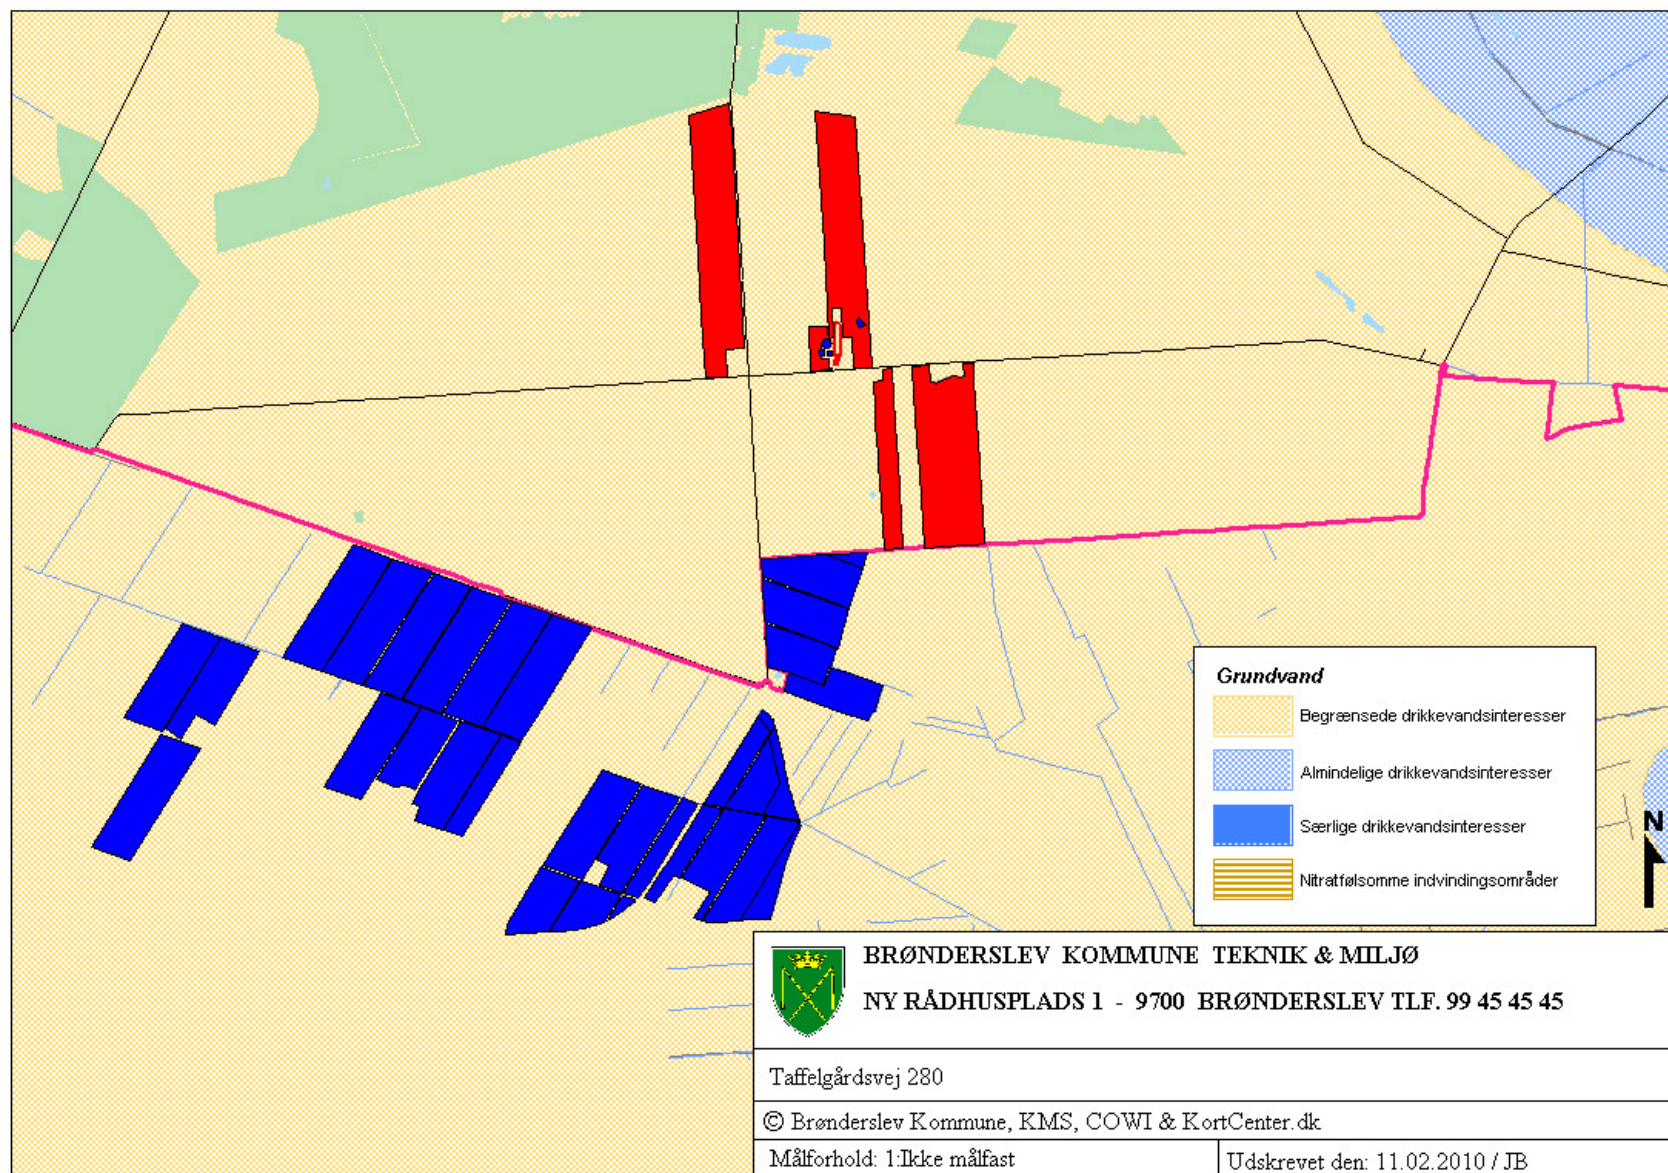 Grundvand
Begrænsede drikkevandsinteresser
Almindelige drikkevandsinteresser
Særlige drikkevandsinteresser
Nitratfølsomme indvindingsområder
N
BRØNDERSLEV KOMMUNE TEKNIK & MILJØ
NY RÅDHUSPLADS 1 - 9700 BRØNDERSLEV TLF. 99 45 45 45
Taffelgårdsvej 280
© Brønderslev Kommune, KMS, COWI & KortCenter.dk
Målforhold: 1:Ikke målfast
Udskrevet den: 11.02.2010 / JB